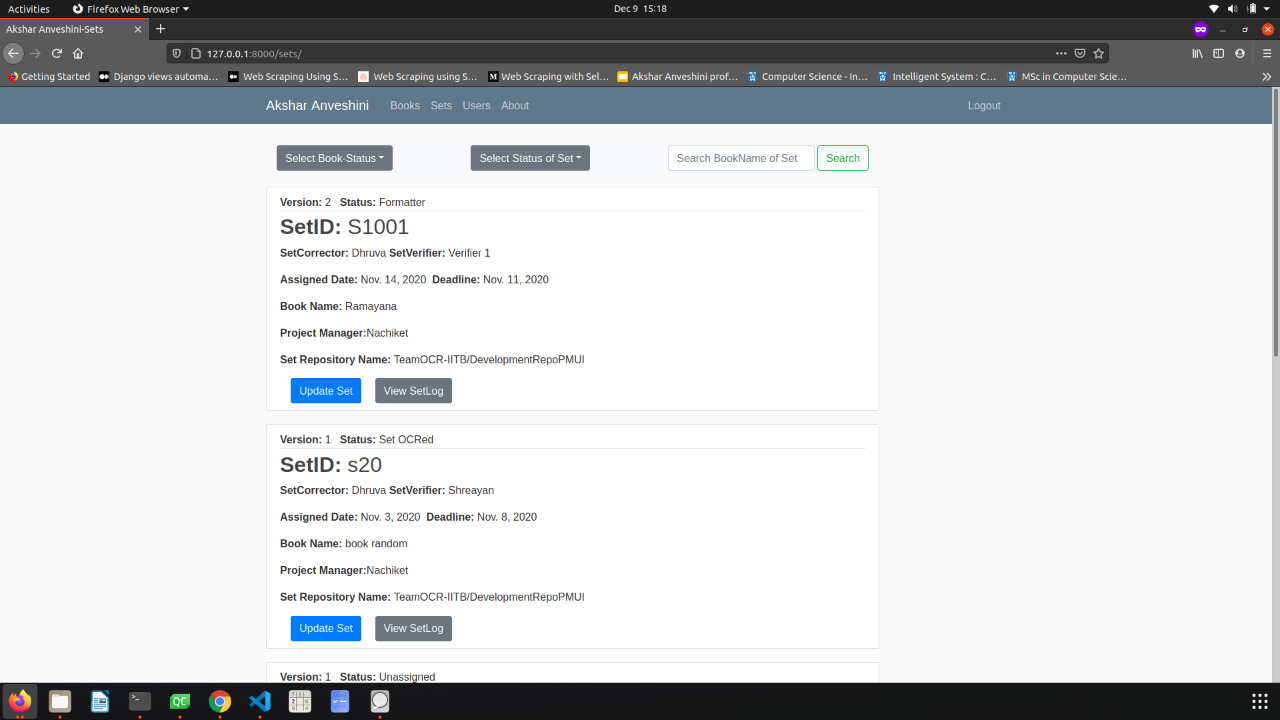 Activities Firefox Web Browser Dec 9 15:18
Akshar Anveshini-Sets
127.0.0.1:8000/sets/
Getting Started Django views automa… Web Scraping Using S… Web Scraping using S… Web Scraping with Sel… Akshar Anveshini prof… Computer Science - In… Intelligent System : C… MSc in Computer Scie…
Akshar Anveshini Books Sets Users About Logout
Select Book-Status Select Status of Set Search BookName of Set Search
Version: 2 Status: Formatter
SetID: S1001
SetCorrector: Dhruva SetVerifier: Verifier 1
Assigned Date: Nov. 14, 2020 Deadline: Nov. 11, 2020
Book Name: Ramayana
Project Manager:Nachiket
Set Repository Name: TeamOCR-IITB/DevelopmentRepoPMUI
Update Set View SetLog
Version: 1 Status: Set OCRed
SetID: s20
SetCorrector: Dhruva SetVerifier: Shreayan
Assigned Date: Nov. 3, 2020 Deadline: Nov. 8, 2020
Book Name: book random
Project Manager:Nachiket
Set Repository Name: TeamOCR-IITB/DevelopmentRepoPMUI
Update Set View SetLog
Version: 1 Status: Unassigned
QC